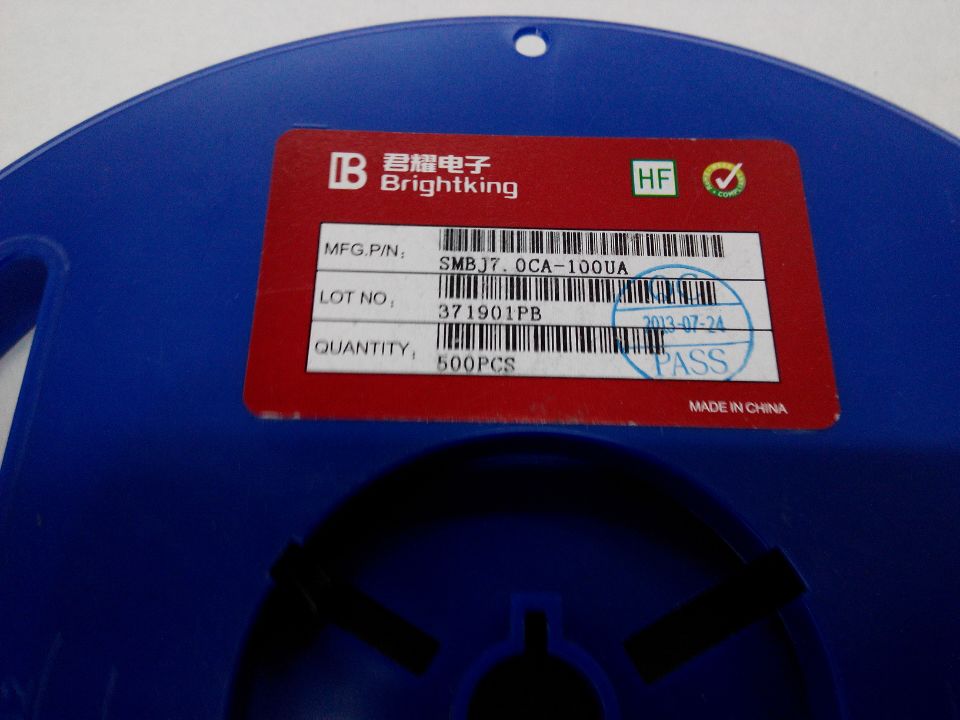 君耀电子
Brightking
HF
MFG.P/N:
SMBJ7.0CA-100UA
LOT NO:
371901PB
QUANTITY:
500PCS
QC
2013-07-24
PASS
MADE IN CHINA